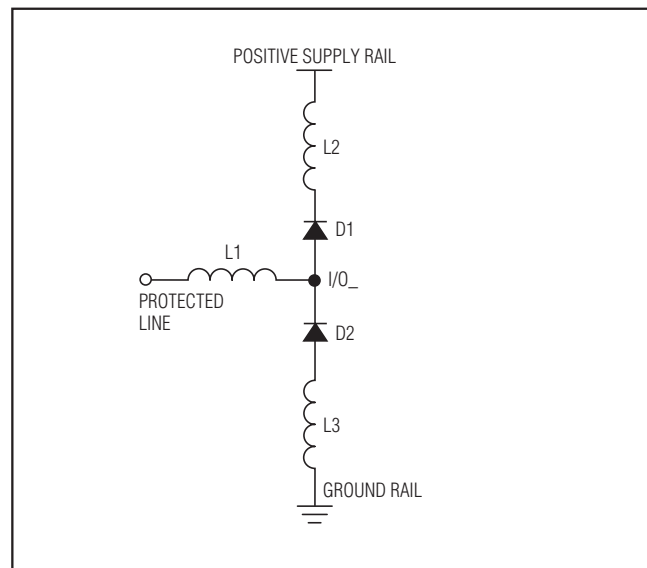 POSITIVE SUPPLY RAIL
L2
D1
L1
I/O_
PROTECTED
LINE
D2
L3
GROUND RAIL